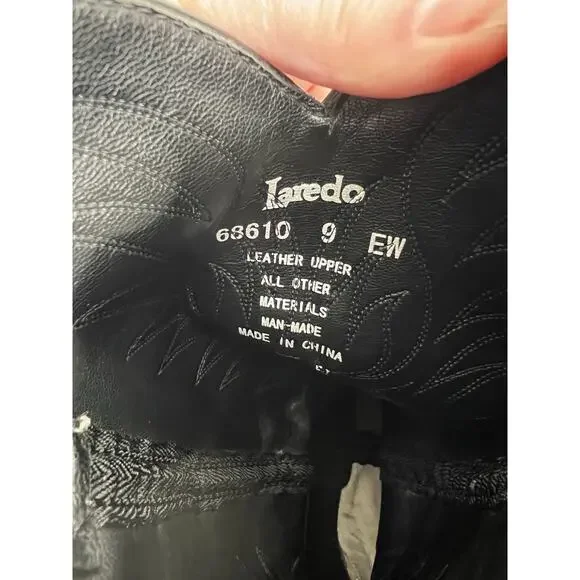 Laredo
68610 9 EW
LEATHER UPPER
ALL OTHER
MATERIALS
MAN-MADE
MADE IN CHINA